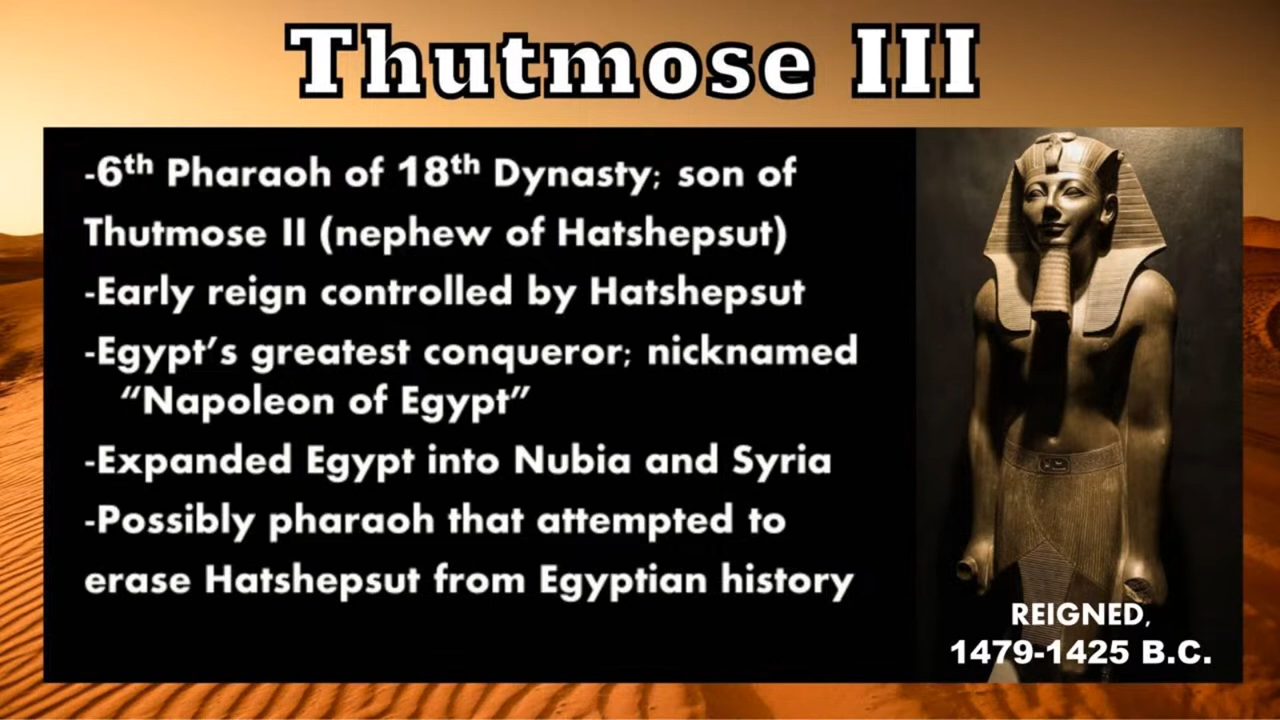 Thutmose III
-6th Pharaoh of 18th Dynasty; son of
Thutmose II (nephew of Hatshepsut)
-Early reign controlled by Hatshepsut
-Egypt’s greatest conqueror; nicknamed
“Napoleon of Egypt”
-Expanded Egypt into Nubia and Syria
-Possibly pharaoh that attempted to
erase Hatshepsut from Egyptian history
REIGNED,
1479-1425 B.C.